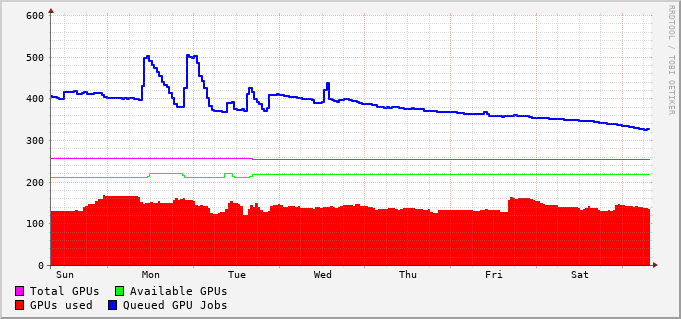 600
500
400
300
200
100
0
Sun Mon Tue Wed Thu Fri Sat
Total GPUs Available GPUs
GPUs used Queued GPU Jobs
RRDTOOL / TOBI OETIKER